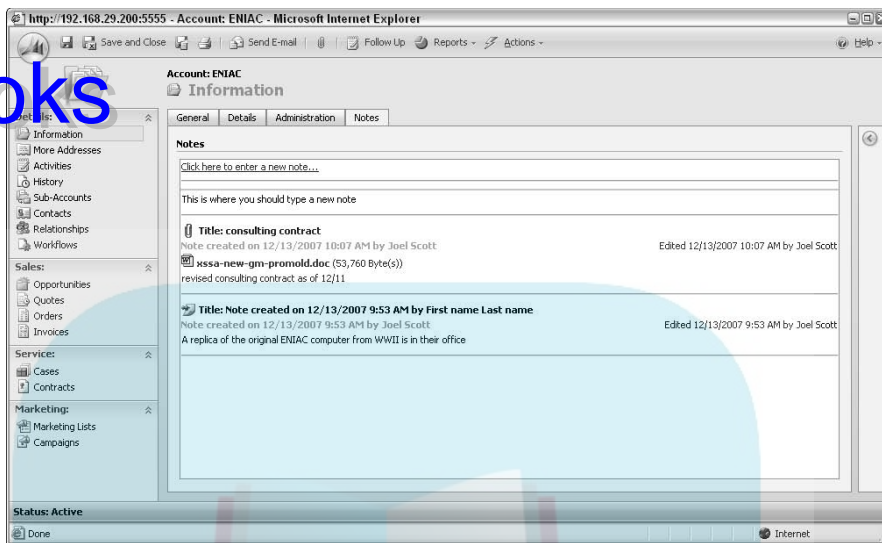 http://192.168.29.200:5555 - Account: ENIAC - Microsoft Internet Explorer
Save and Close Send E-mail Follow Up Reports Actions Help
Account: ENIAC
Information
oks
Details:
Information
More Addresses
Activities
History
Sub-Accounts
Contacts
Relationships
Workflows
Sales:
Opportunities
Quotes
Orders
Invoices
Service:
Cases
Contracts
Marketing:
Marketing Lists
Campaigns
General Details Administration Notes
Notes
Click here to enter a new note...
This is where you should type a new note
Title: consulting contract
Note created on 12/13/2007 10:07 AM by Joel Scott Edited 12/13/2007 10:07 AM by Joel Scott
xssa-new-gm-promold.doc (53,760 Byte(s))
revised consulting contract as of 12/11
Title: Note created on 12/13/2007 9:53 AM by First name Last name
Note created on 12/13/2007 9:53 AM by Joel Scott Edited 12/13/2007 9:53 AM by Joel Scott
A replica of the original ENIAC computer from WWII is in their office
Status: Active
Done Internet